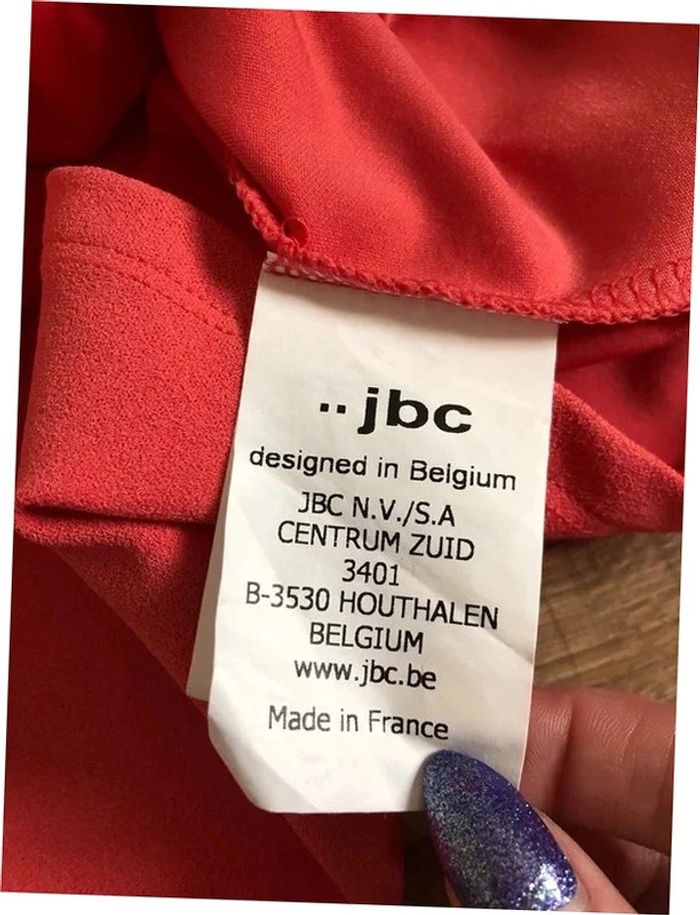 ..jbc
designed in Belgium
JBC N.V./S.A
CENTRUM ZUID
3401
B-3530 HOUTHALEN
BELGIUM
www.jbc.be
Made in France